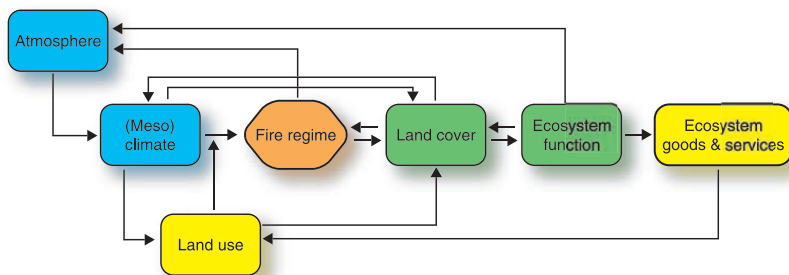 Atmosphere
(Meso)
climate
Fire regime
Land cover
Ecosystem
function
Ecosystem
goods & services
Land use